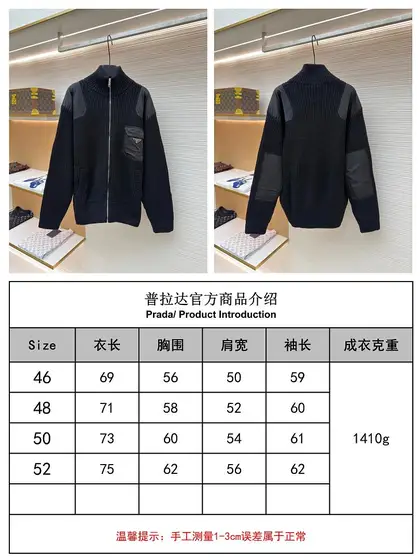 普拉达官方商品介绍
Prada/ Product Introduction
Size 衣长 胸围 肩宽 袖长 成衣克重
46 69 56 50 59
48 71 58 52 60
50 73 60 54 61 1410g
52 75 62 56 62
温馨提示: 手工测量1-3cm误差属于正常